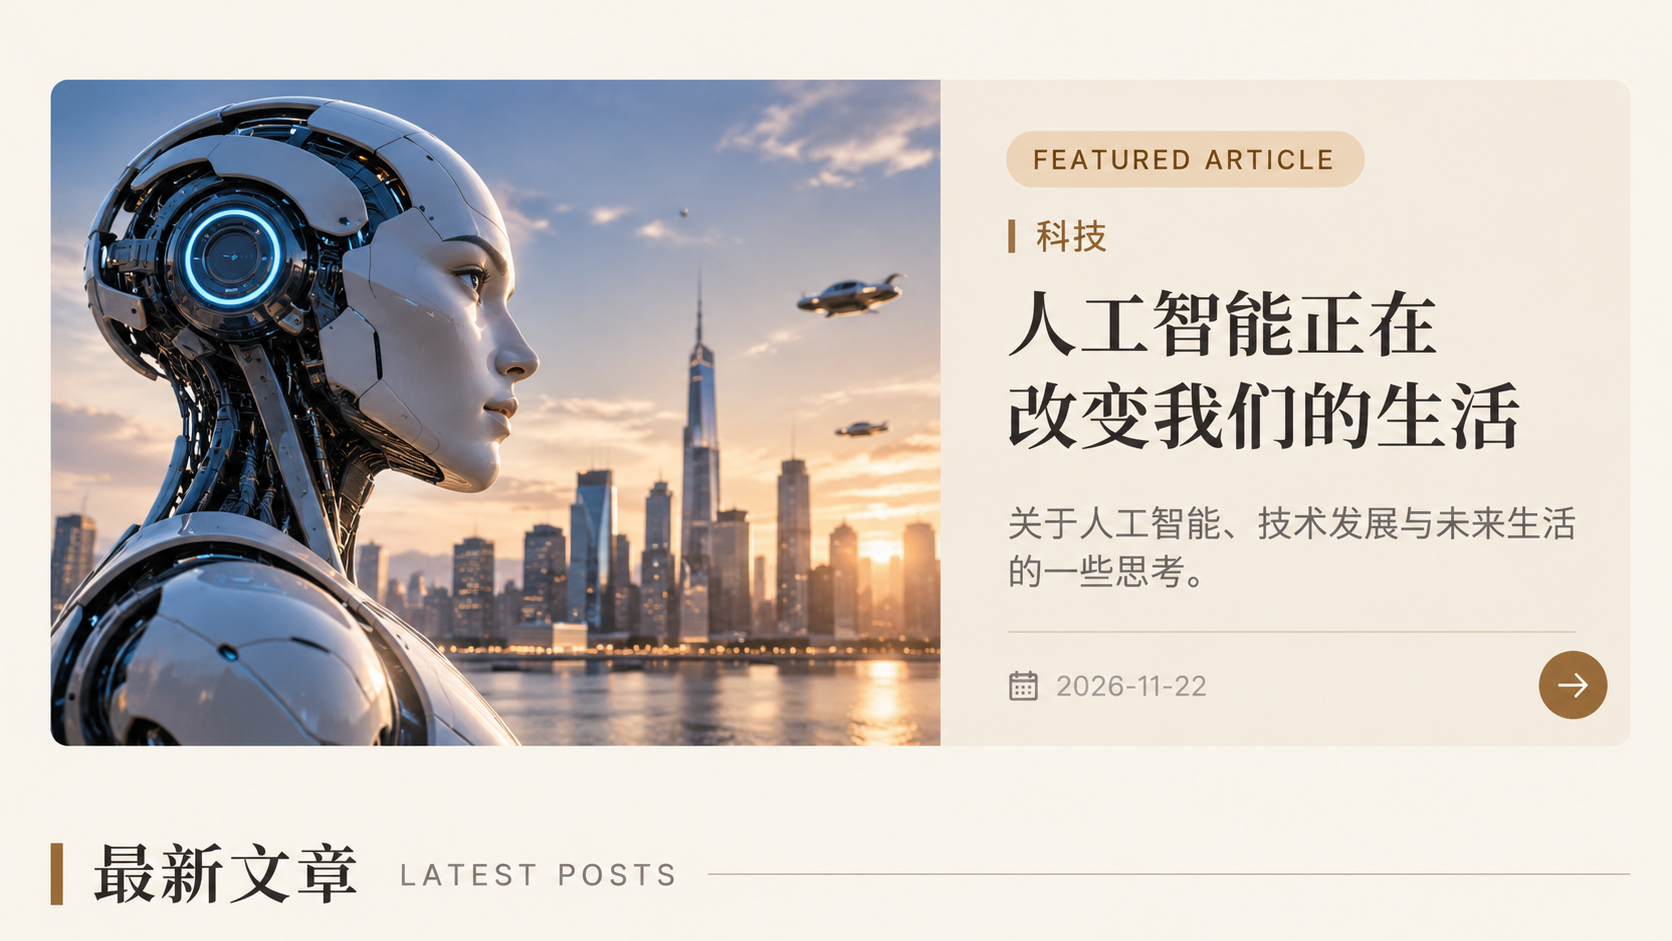 FEATURED ARTICLE
科技
人工智能正在
改变我们的生活
关于人工智能、技术发展与未来生活
的一些思考。
2026-11-22
最新文章 LATEST POSTS